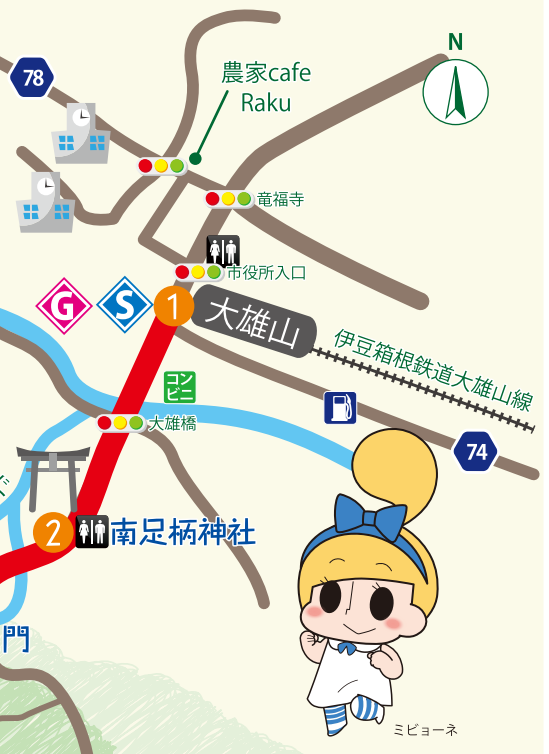 N
78
農家cafe
Raku
竜福寺
市役所入口
G
S
1
大雄山
伊豆箱根鉄道大雄山線
コン
ビニ
大雄橋
74
ド
2
南足柄神社
門
ミビョーネ